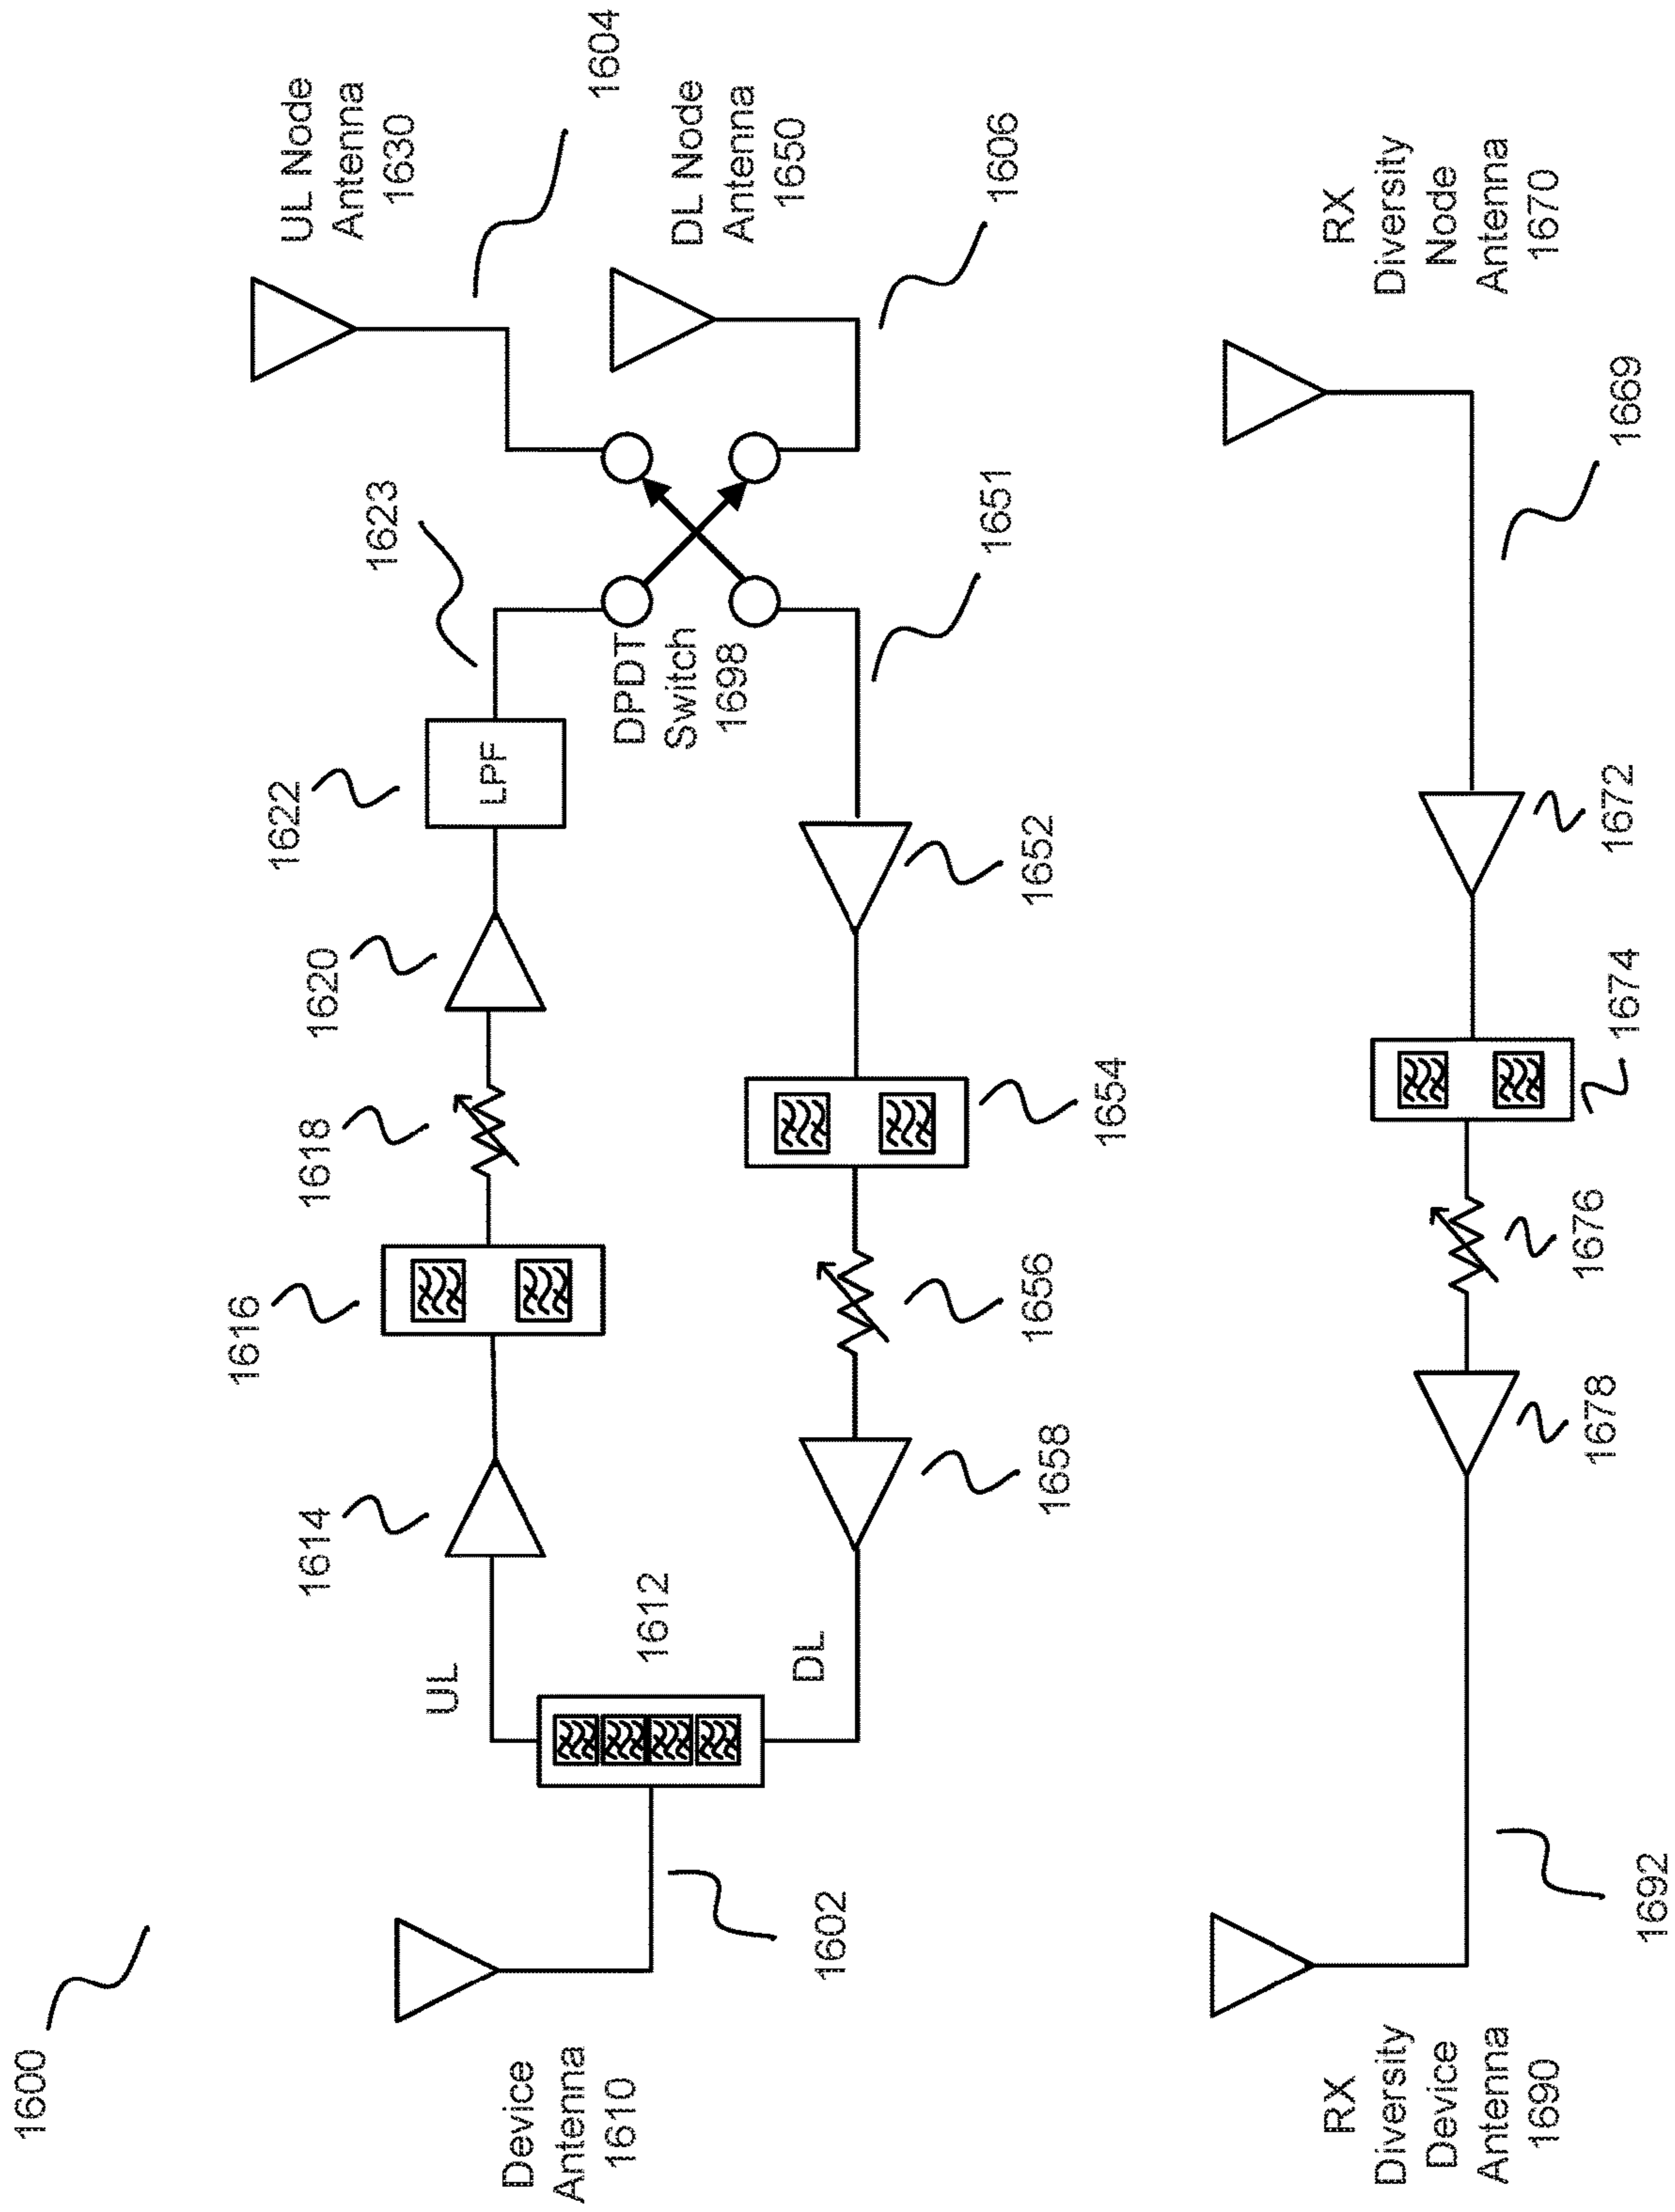 1600
UL Node
Antenna
1630
1604
DL Node
Antenna
1650
1606
1623
1622
LPF
1620
1618
1616
1614
UL
DPDT
Switch
1698
1651
1652
1654
1656
1658
DL
1612
1602
Device
Antenna
1610
RX
Diversity
Node
Antenna
1670
1669
1672
1674
1676
1678
1692
RX
Diversity
Device
Antenna
1690